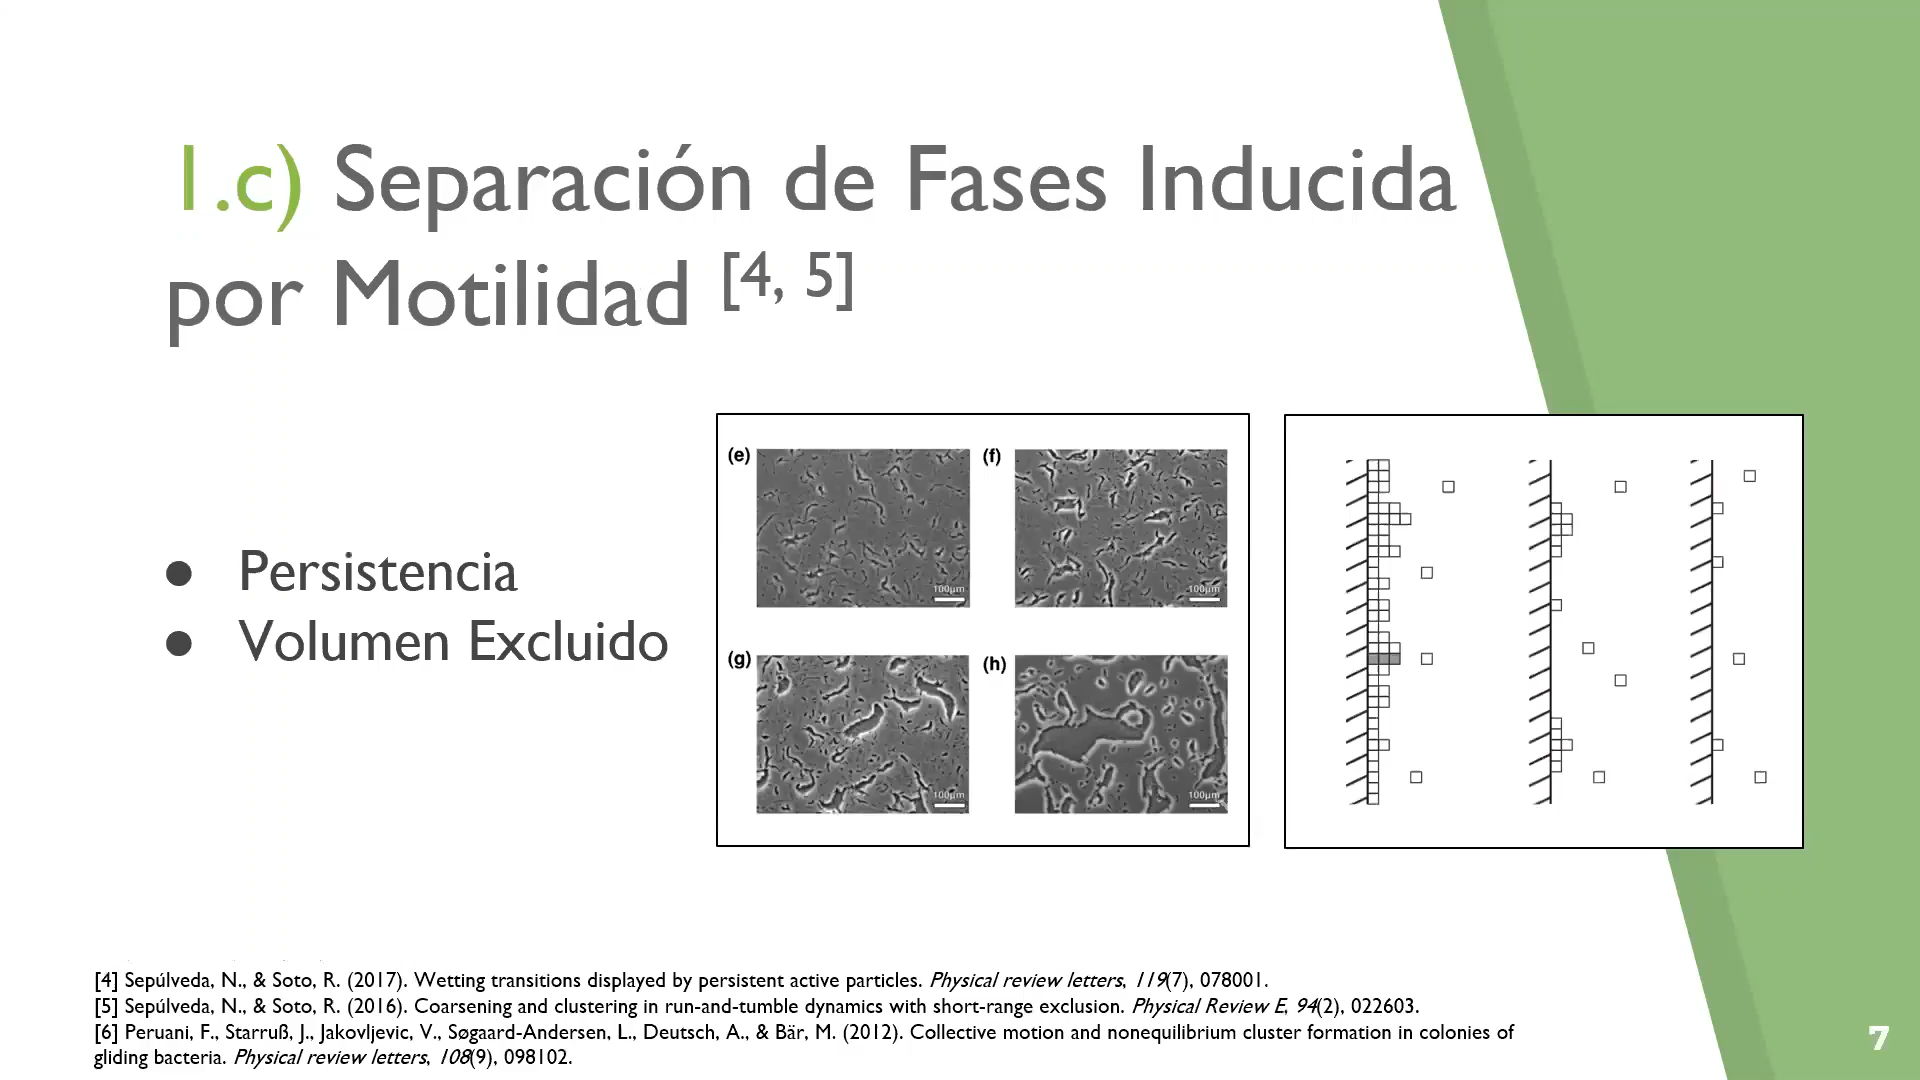 1.c) Separación de Fases Inducida
por Motilidad [4, 5]
● Persistencia
● Volumen Excluido
(e)
100µm
(f)
100µm
(g)
100µm
(h)
100µm
[4] Sepúlveda, N., & Soto, R. (2017). Wetting transitions displayed by persistent active particles. Physical review letters, 119(7), 078001.
[5] Sepúlveda, N., & Soto, R. (2016). Coarsening and clustering in run-and-tumble dynamics with short-range exclusion. Physical Review E, 94(2), 022603.
[6] Peruani, F., Starruß, J., Jakovljevic, V., Søgaard-Andersen, L., Deutsch, A., & Bär, M. (2012). Collective motion and nonequilibrium cluster formation in colonies of
gliding bacteria. Physical review letters, 108(9), 098102.
7